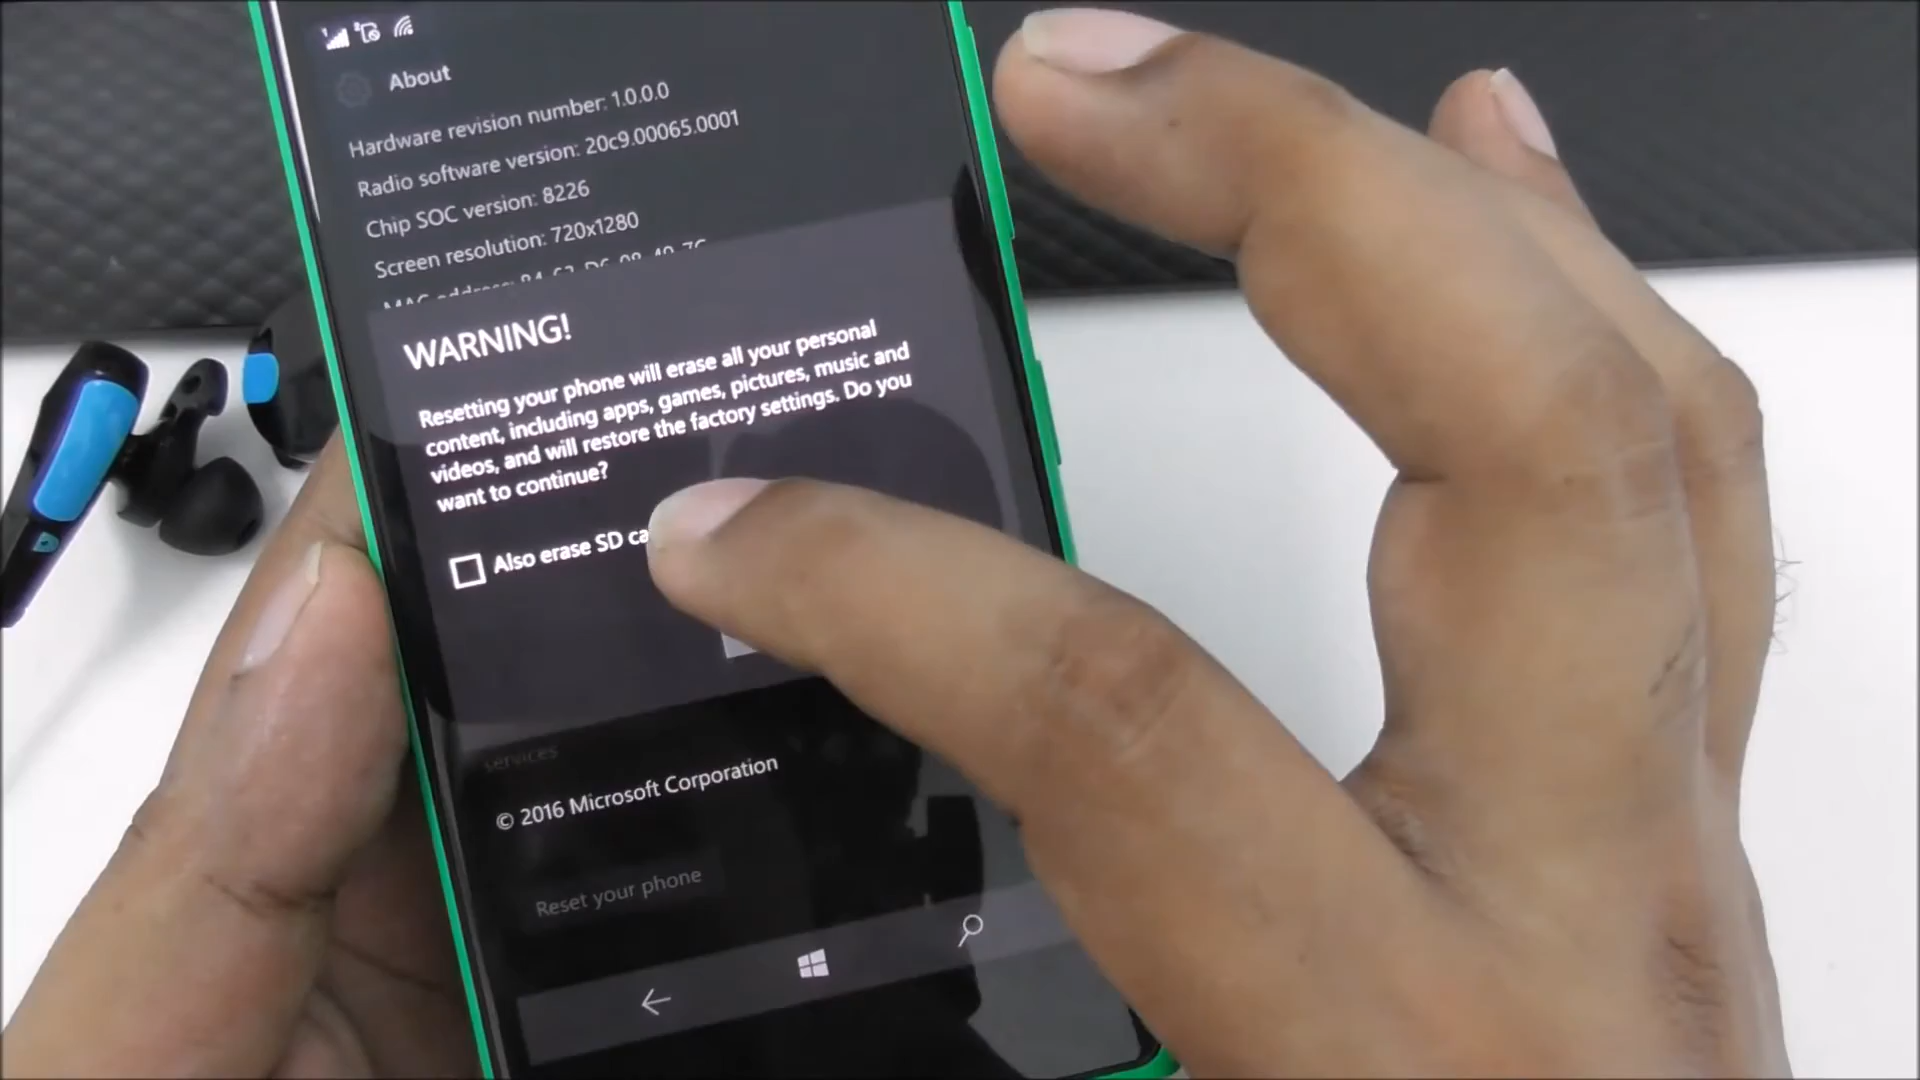 About
Hardware revision number: 1.0.0.0
Radio software version: 20c9.00065.0001
Chip SOC version: 8226
Screen resolution: 720x1280
MAC address:
WARNING!
Resetting your phone will erase all your personal
content, including apps, games, pictures, music and
videos, and will restore the factory settings. Do you
want to continue?
Also erase SD
services
© 2016 Microsoft Corporation
Reset your phone